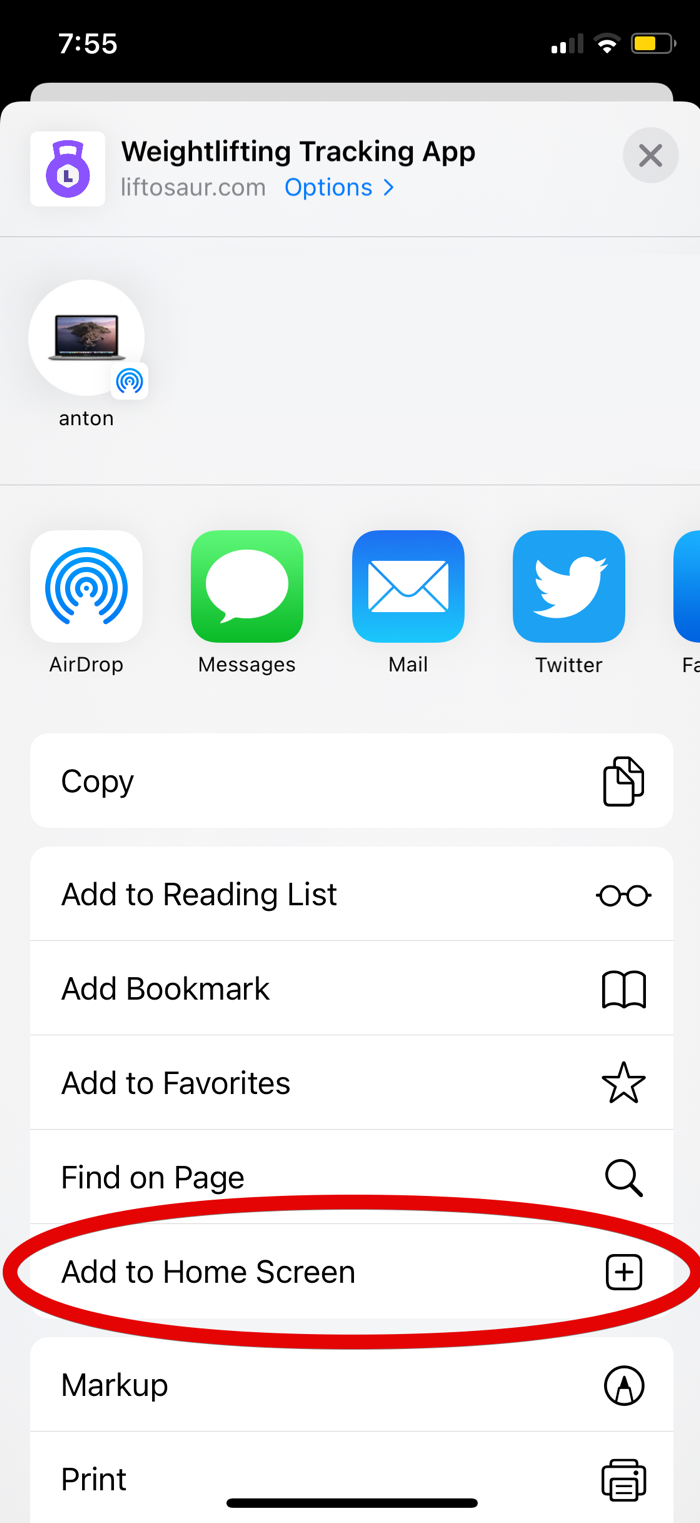 7:55
Weightlifting Tracking App
liftosaur.com Options >
anton
AirDrop Messages Mail Twitter Fa
Copy
Add to Reading List
Add Bookmark
Add to Favorites
Find on Page
Add to Home Screen
Markup
Print